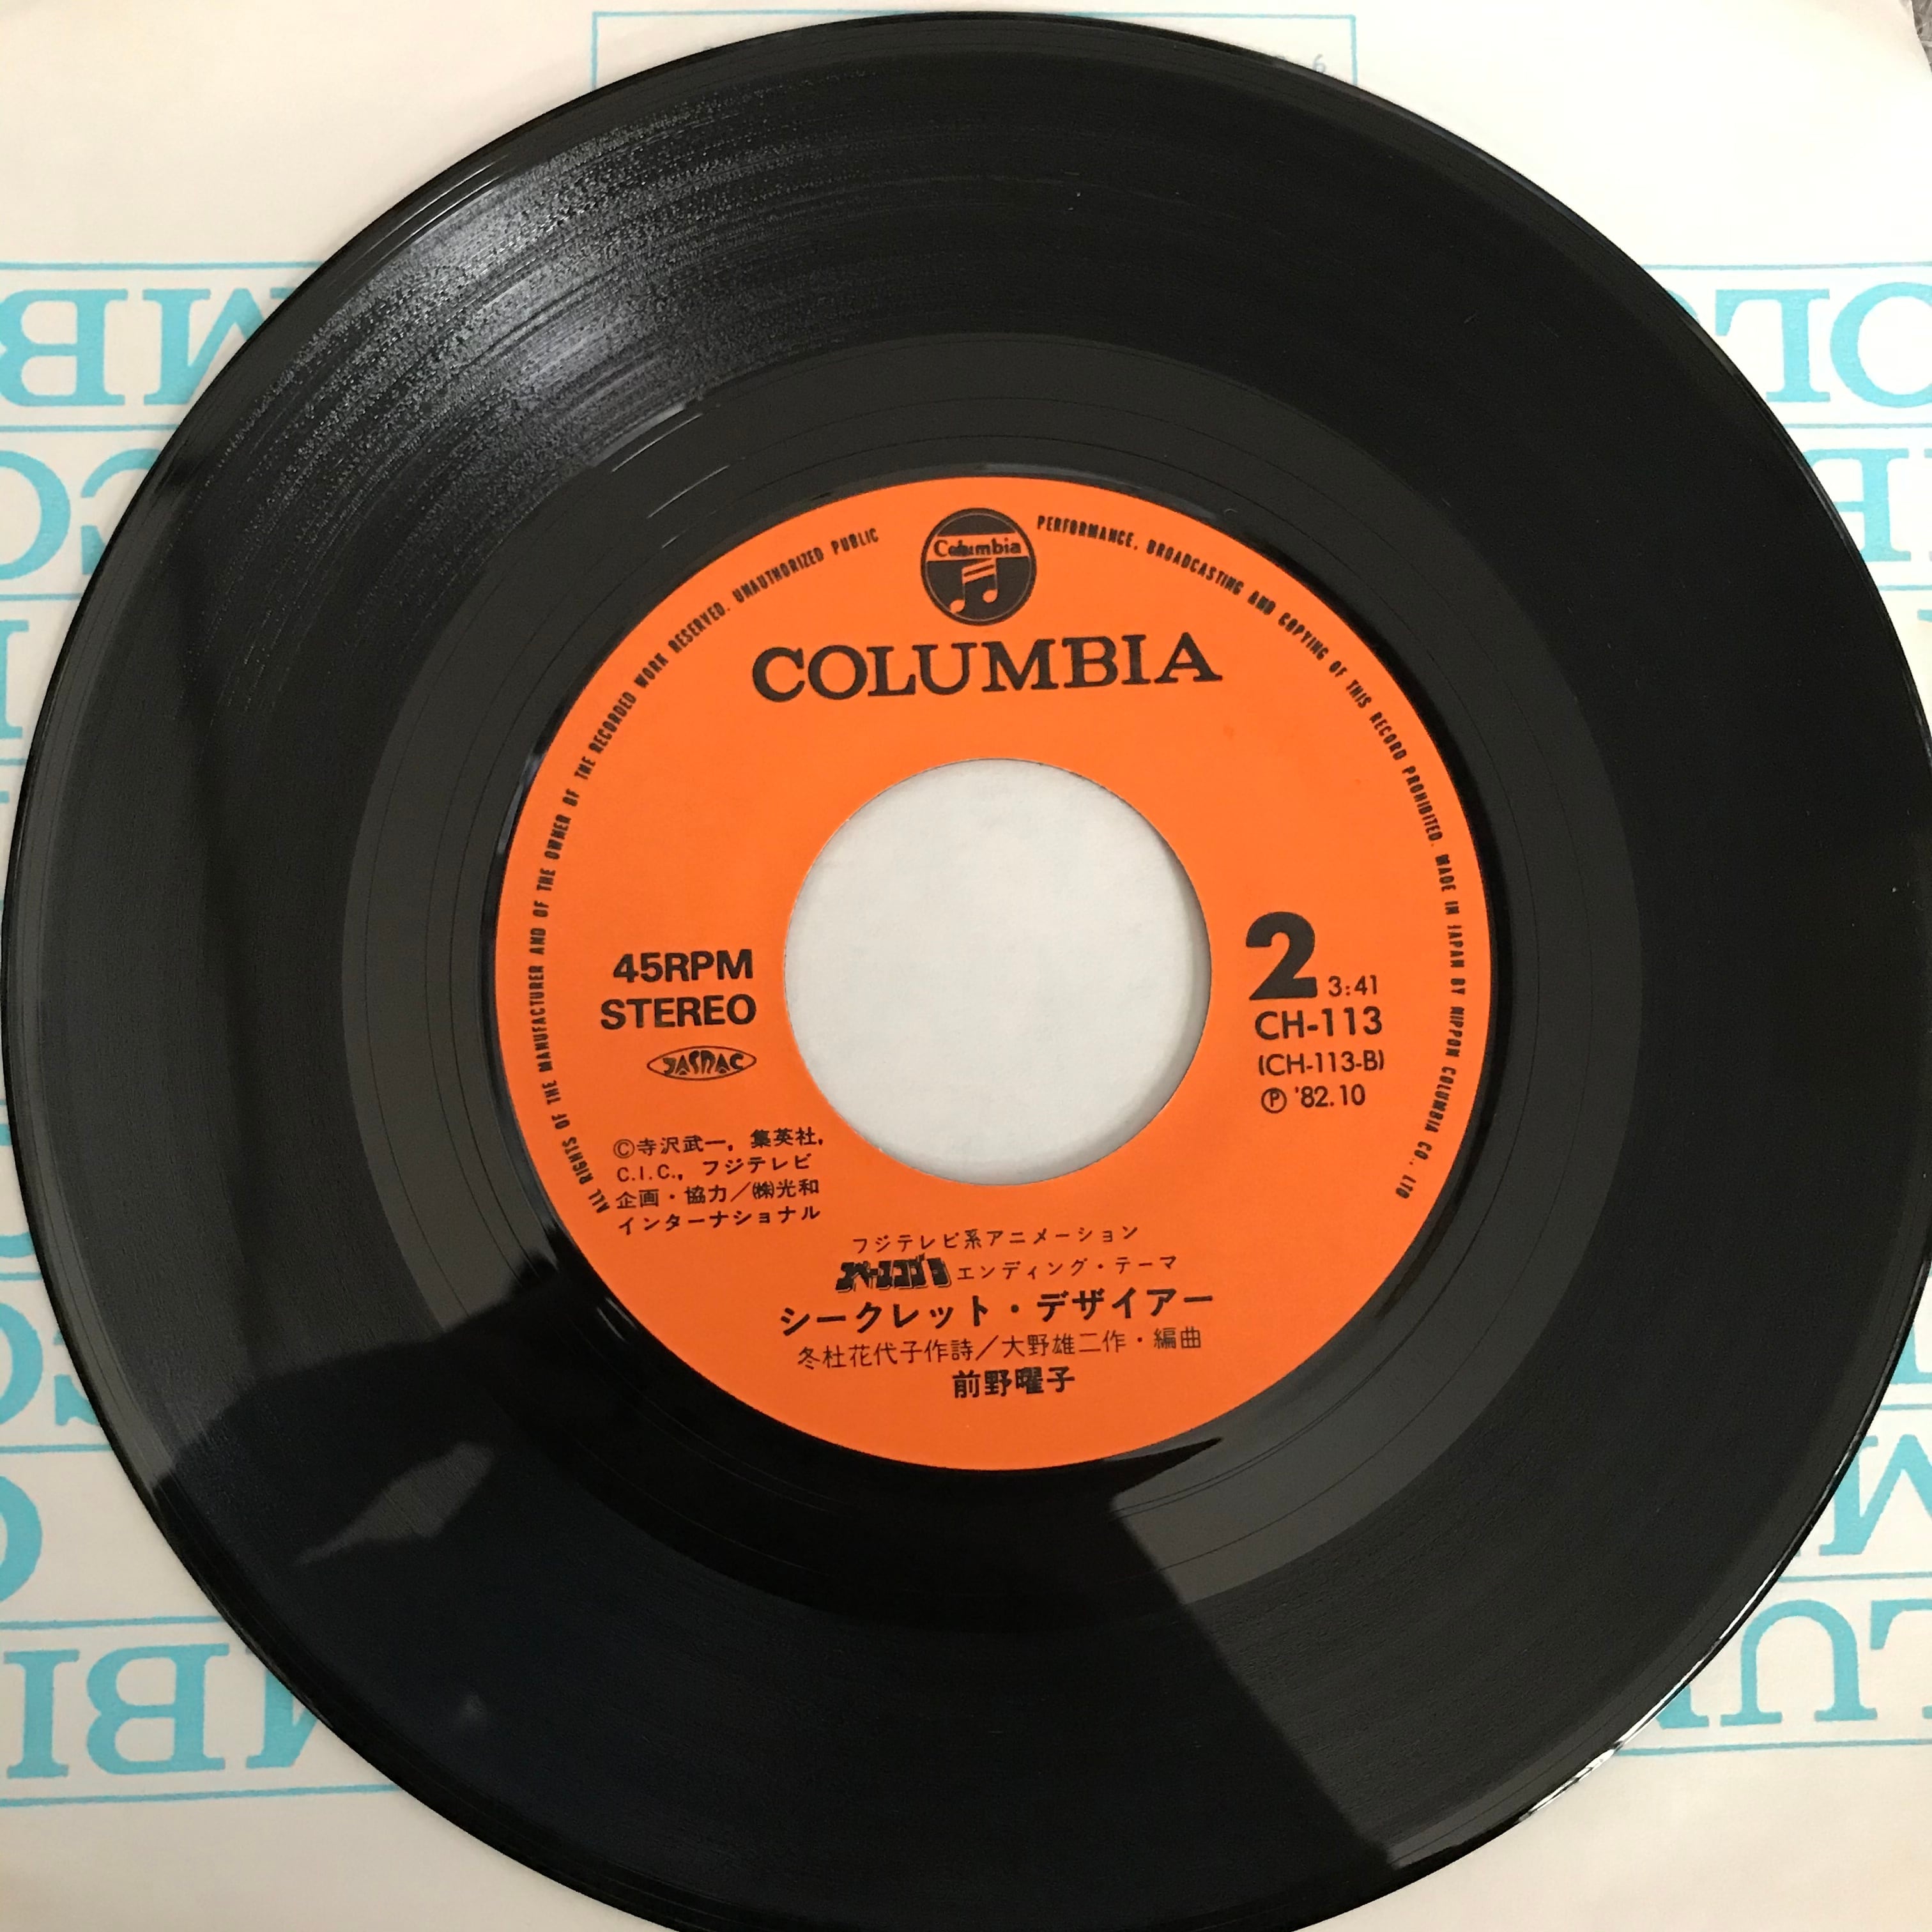 Columbia
COLUMBIA
ALL RIGHTS OF THE MANUFACTURER AND OF THE OWNER OF THE RECORDED WORK RESERVED. UNAUTHORIZED PUBLIC PERFORMANCE, BROADCASTING AND COPYING OF THIS RECORD PROHIBITED. MADE IN JAPAN BY NIPPON COLUMBIA CO., LTD
45RPM
STEREO
JASRAC
2 3:41
CH-113
(CH-113-B)
Ⓟ '82.10
©寺沢武一, 集英社,
C.I.C., フジテレビ
企画・協力/㈱光和
インターナショナル
フジテレビ系アニメーション
スペースコブラ エンディング・テーマ
シークレット・デザイアー
冬杜花代子作詩/大野雄二作・編曲
前野曜子